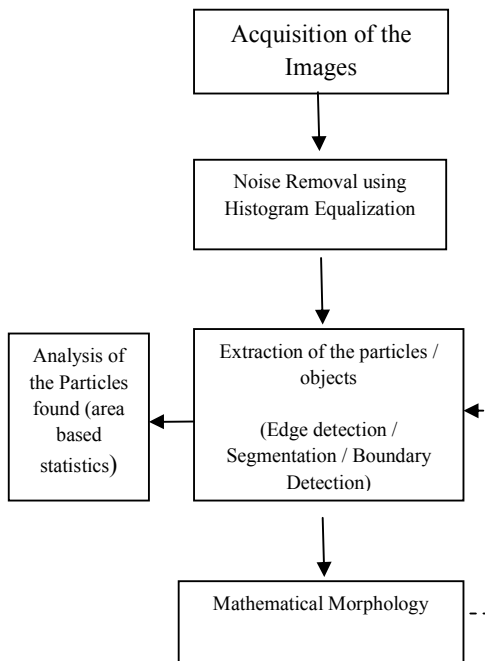 Acquisition of the
Images
Noise Removal using
Histogram Equalization
Analysis of
the Particles
found (area
based
statistics)
Extraction of the particles /
objects
(Edge detection /
Segmentation / Boundary
Detection)
Mathematical Morphology